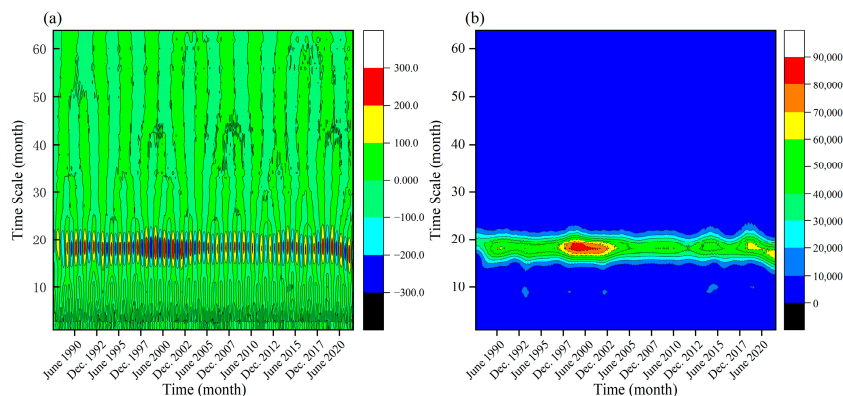 (a)
(b)
60
50
40
30
20
10
Time Scale (month)
June 1990
Dec. 1992
June 1995
Dec. 1997
June 2000
Dec. 2002
June 2005
Dec. 2007
June 2010
Dec. 2012
June 2015
Dec. 2017
June 2020
Time (month)
300.0
200.0
100.0
0.000
−100.0
−200.0
−300.0
60
50
40
30
20
10
Time Scale (month)
June 1990
Dec. 1992
June 1995
Dec. 1997
June 2000
Dec. 2002
June 2005
Dec. 2007
June 2010
Dec. 2012
June 2015
Dec. 2017
June 2020
Time (month)
90,000
80,000
70,000
60,000
50,000
40,000
30,000
20,000
10,000
0